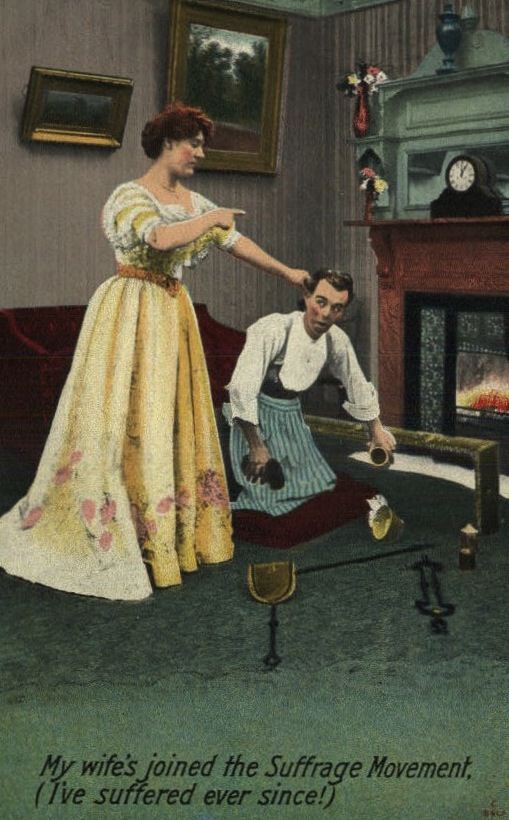 My wife's joined the Suffrage Movement,
(I've suffered ever since!)